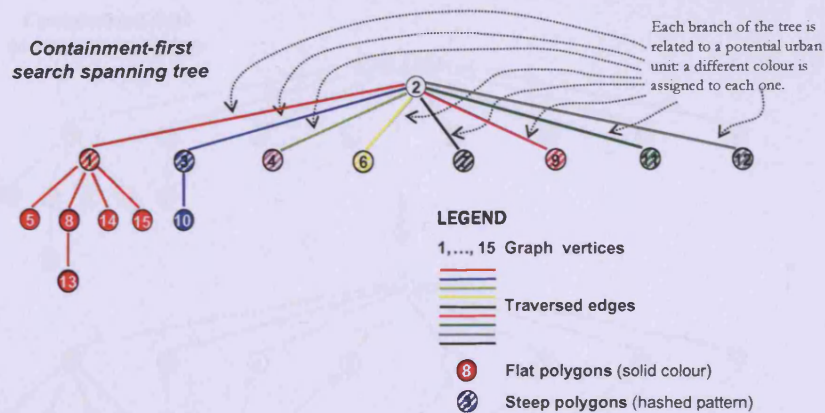 Containment-first
search spanning tree
Each branch of the tree is
related to a potential urban
unit: a different colour is
assigned to each one.
2
1 3 4 6 7 9 11 12
5 8 14 15 10
13
LEGEND
1,..., 15 Graph vertices
Traversed edges
8 Flat polygons (solid colour)
Steep polygons (hashed pattern)